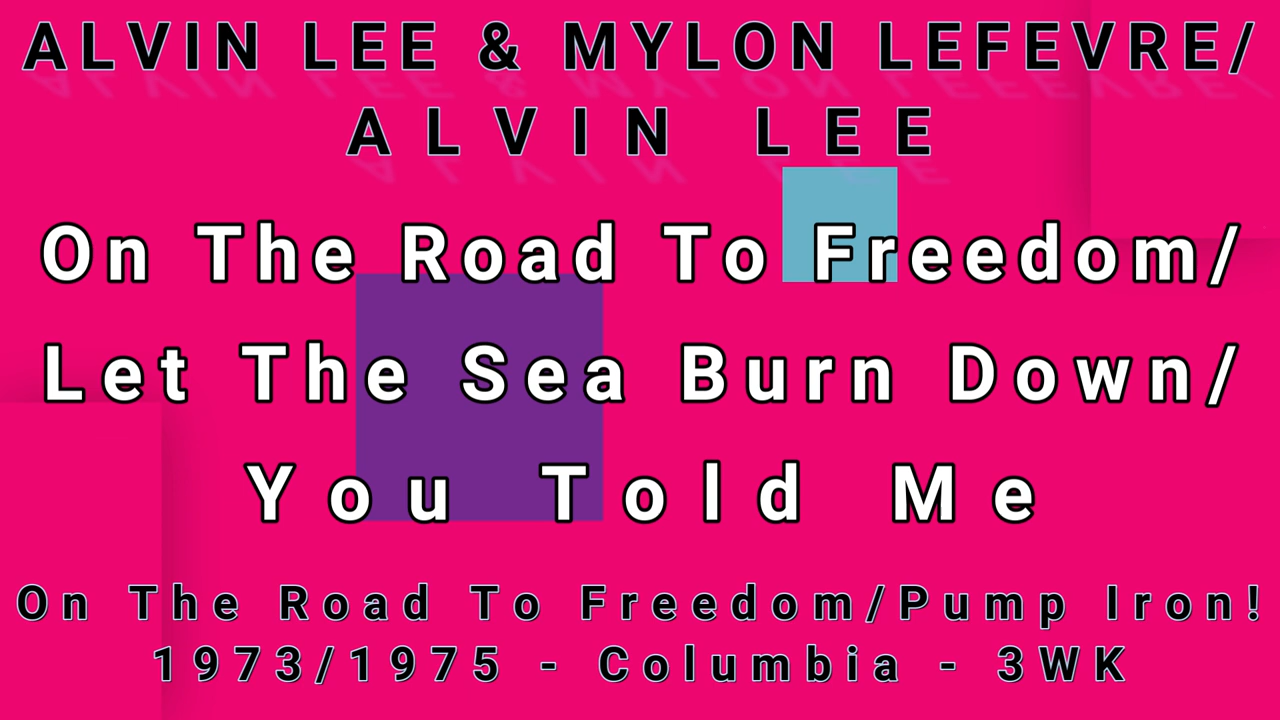 ALVIN LEE & MYLON LEFEVRE/
ALVIN LEE
On The Road To Freedom/
Let The Sea Burn Down/
You Told Me
On The Road To Freedom/Pump Iron!
1973/1975 - Columbia - 3WK